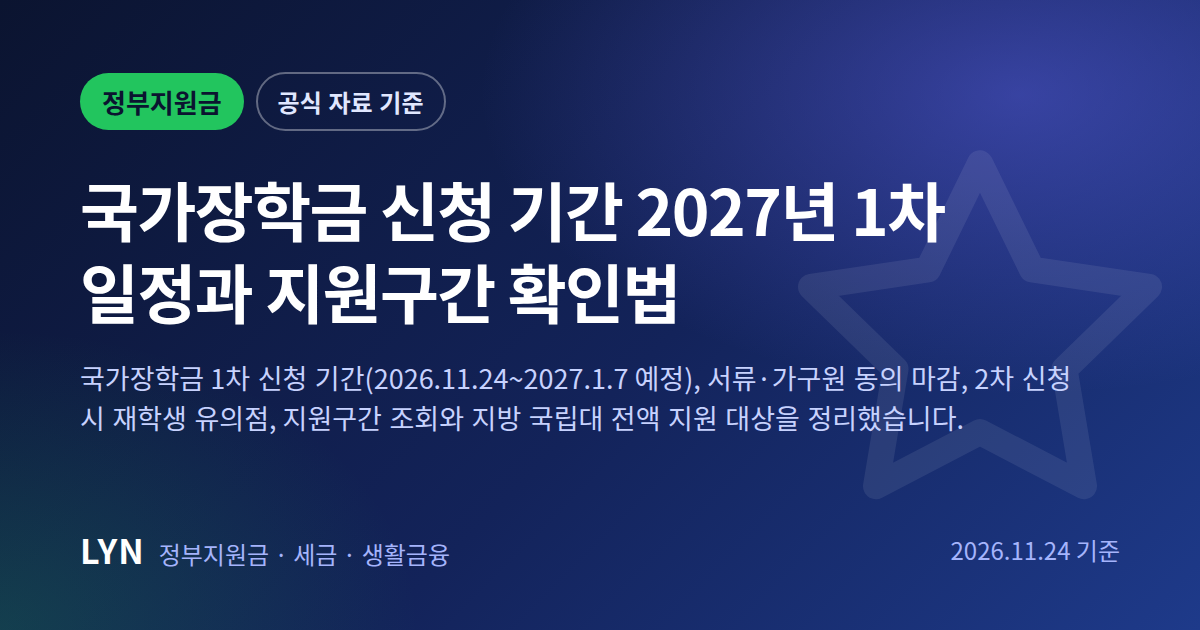 정부지원금 공식 자료 기준
국가장학금 신청 기간 2027년 1차
일정과 지원구간 확인법
국가장학금 1차 신청 기간(2026.11.24~2027.1.7 예정), 서류·가구원 동의 마감, 2차 신청
시 재학생 유의점, 지원구간 조회와 지방 국립대 전액 지원 대상을 정리했습니다.
LYN 정부지원금 · 세금 · 생활금융 2026.11.24 기준